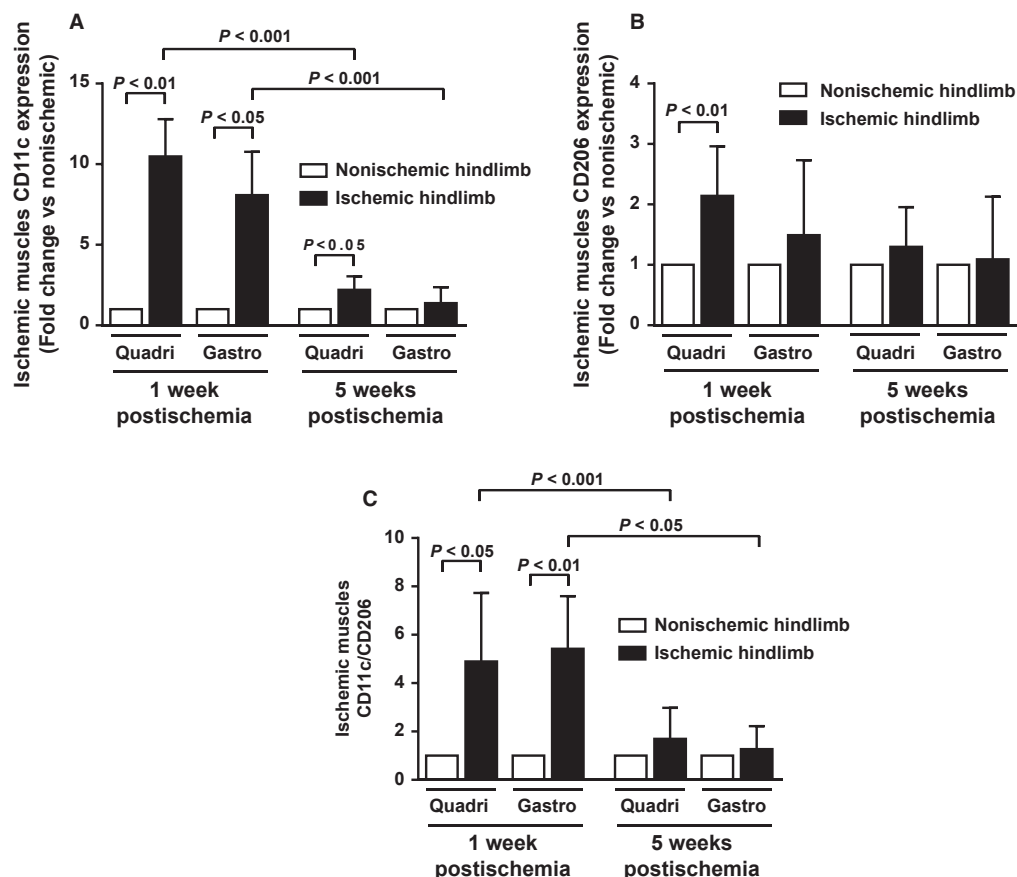 A
Ischemic muscles CD11c expression
(Fold change vs nonischemic)
P < 0.001
P < 0.01
P < 0.001
P < 0.05
P < 0.05
15
10
5
0
Nonischemic hindlimb
Ischemic hindlimb
Quadri
Gastro
Quadri
Gastro
1 week
postischemia
5 weeks
postischemia
B
Ischemic muscles CD206 expression
(Fold change vs nonischemic)
4
3
2
1
0
P < 0.01
Nonischemic hindlimb
Ischemic hindlimb
Quadri
Gastro
Quadri
Gastro
1 week
postischemia
5 weeks
postischemia
C
Ischemic muscles
CD11c/CD206
P < 0.001
P < 0.05
P < 0.05
P < 0.01
10
8
6
4
2
0
Nonischemic hindlimb
Ischemic hindlimb
Quadri
Gastro
Quadri
Gastro
1 week
postischemia
5 weeks
postischemia